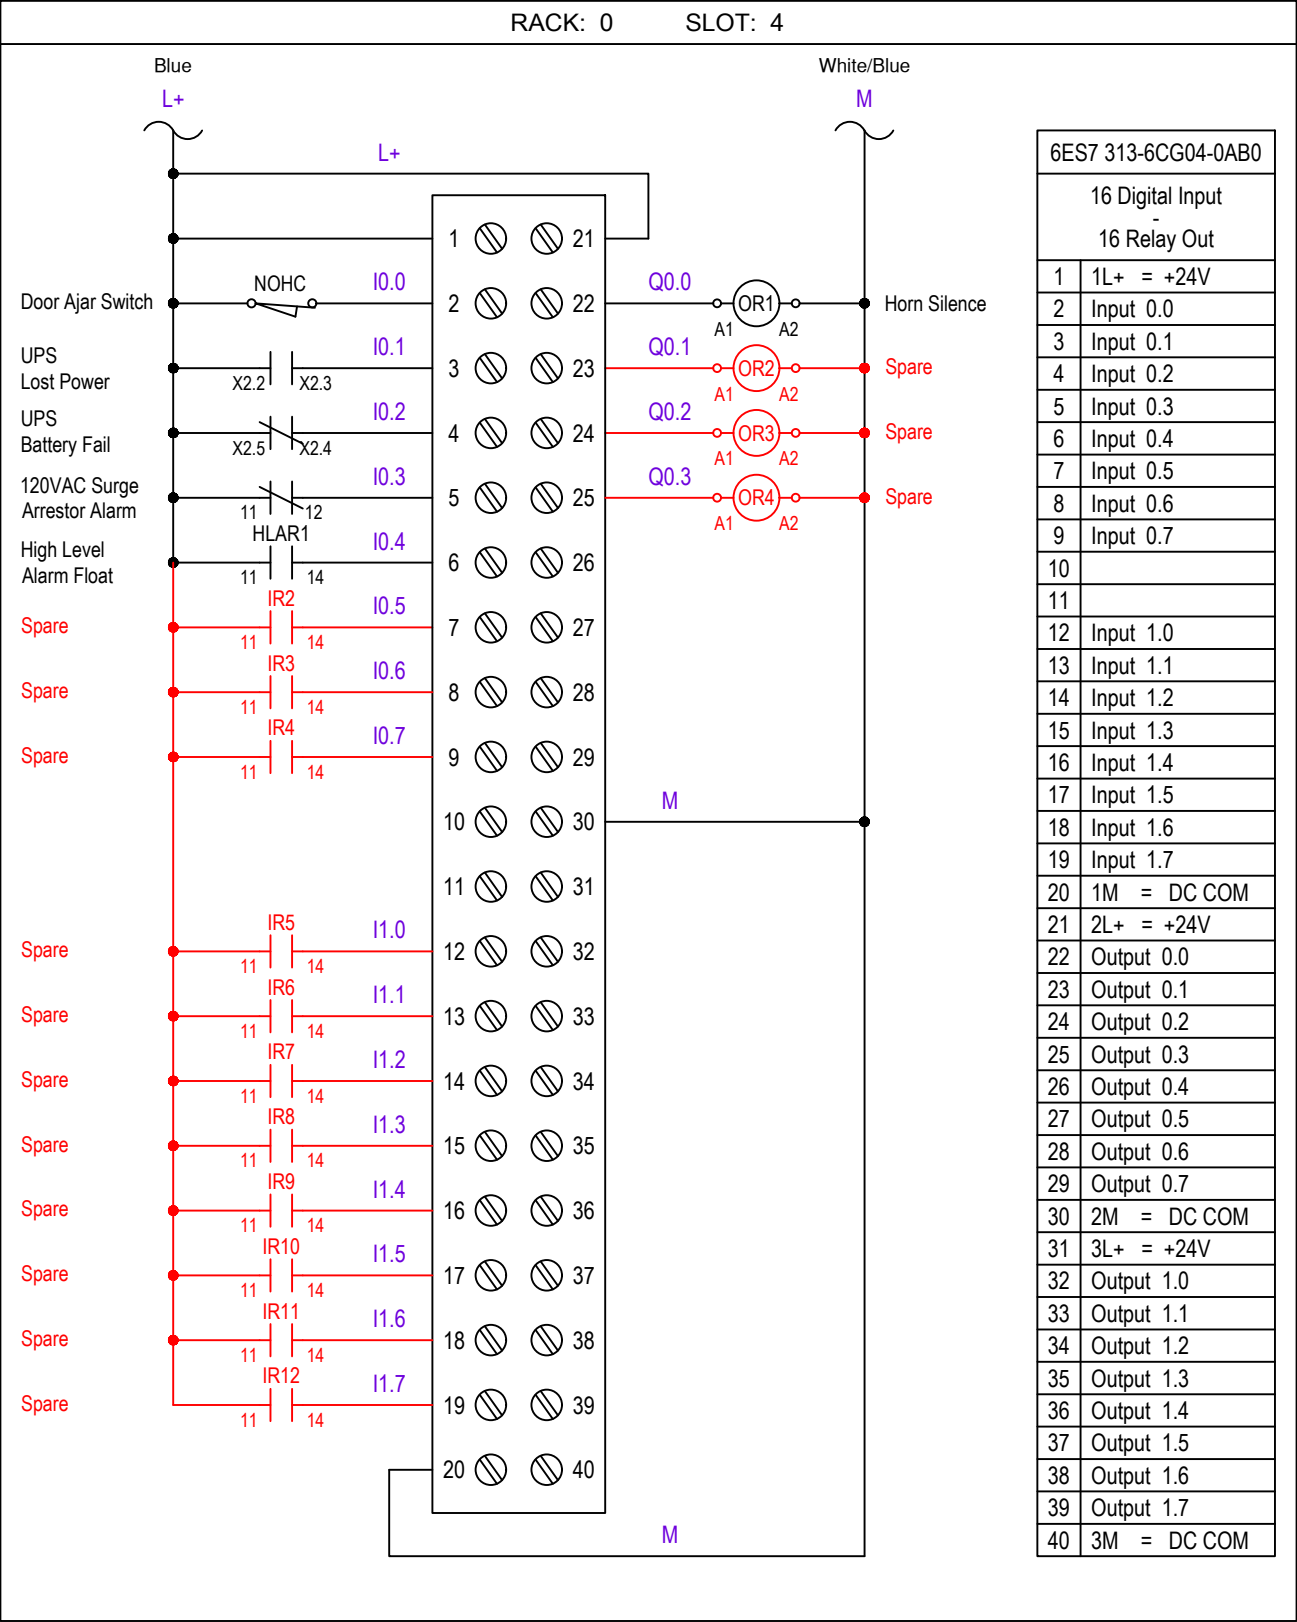 RACK: 0 SLOT: 4
Blue
L+
White/Blue
M
L+
1 21
Door Ajar Switch NOHC I0.0 2 22 Q0.0 OR1 A1 A2 Horn Silence
UPS
Lost Power X2.2 X2.3 I0.1 3 23 Q0.1 OR2 A1 A2 Spare
UPS
Battery Fail X2.5 X2.4 I0.2 4 24 Q0.2 OR3 A1 A2 Spare
120VAC Surge
Arrestor Alarm 11 12 I0.3 5 25 Q0.3 OR4 A1 A2 Spare
High Level
Alarm Float HLAR1 11 14 I0.4 6 26
Spare IR2 11 14 I0.5 7 27
Spare IR3 11 14 I0.6 8 28
Spare IR4 11 14 I0.7 9 29
10 30 M
11 31
Spare IR5 11 14 I1.0 12 32
Spare IR6 11 14 I1.1 13 33
Spare IR7 11 14 I1.2 14 34
Spare IR8 11 14 I1.3 15 35
Spare IR9 11 14 I1.4 16 36
Spare IR10 11 14 I1.5 17 37
Spare IR11 11 14 I1.6 18 38
Spare IR12 11 14 I1.7 19 39
20 40
M
6ES7 313-6CG04-0AB0
16 Digital Input
-
16 Relay Out
1 1L+ = +24V
2 Input 0.0
3 Input 0.1
4 Input 0.2
5 Input 0.3
6 Input 0.4
7 Input 0.5
8 Input 0.6
9 Input 0.7
10
11
12 Input 1.0
13 Input 1.1
14 Input 1.2
15 Input 1.3
16 Input 1.4
17 Input 1.5
18 Input 1.6
19 Input 1.7
20 1M = DC COM
21 2L+ = +24V
22 Output 0.0
23 Output 0.1
24 Output 0.2
25 Output 0.3
26 Output 0.4
27 Output 0.5
28 Output 0.6
29 Output 0.7
30 2M = DC COM
31 3L+ = +24V
32 Output 1.0
33 Output 1.1
34 Output 1.2
35 Output 1.3
36 Output 1.4
37 Output 1.5
38 Output 1.6
39 Output 1.7
40 3M = DC COM